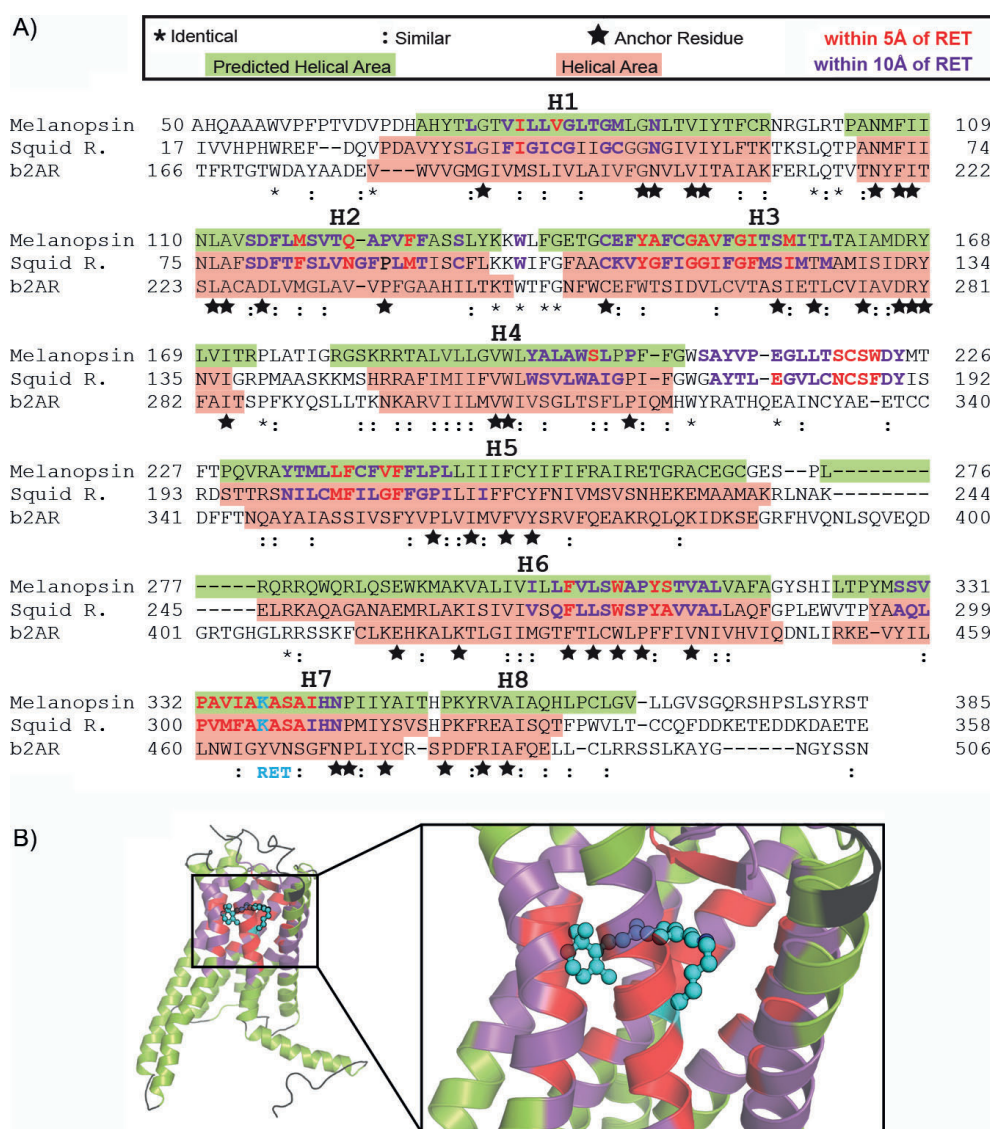 A)
* Identical : Similar ★ Anchor Residue within 5Å of RET
Predicted Helical Area Helical Area within 10Å of RET
H1
Melanopsin 50 AHQAAAWVPFPTVDVPDHAHYTLGTVILLVGLTGMLGNLTVIYTFCRNRGLRTPANMFII 109
Squid R. 17 IVVHPHWREF--DQVPDAVYYSLGIFIGICGIIGCGGNGIVIYLFTKTKSLQTPANMFII 74
b2AR 166 TFRTGTWDAYAADEV---WVVGMGIVMSLIVLAIVFGNVLVITAIAKFERLQTVTNYFIT 222
H2 H3
Melanopsin 110 NLAVSDFLMSVTQ-APVFFASSLYKKWLFGETGCEFYAFCGAVFGITSMITLTAIAMDRY 168
Squid R. 75 NLAFSDFTFSLVNGFPLMTISCFLKKWIFGFAACKVYGFIGGIFGFMSIMTMAMISIDRY 134
b2AR 223 SLACADLVMGLAV-VPFGAAHILTKTWTFGNFWCEFWTSIDVLCVTASIETLCVIAVDRY 281
H4
Melanopsin 169 LVITRPLATIGRGSKRRTALVLLGVWLYALAWSLPPF-FGWSAYVP-EGLLTSCSWDYMT 226
Squid R. 135 NVIGRPMAASKKMSHRRAFIMIIFVWLWSVLWAIGPI-FGWGAYTL-EGVLCNCSFDYIS 192
b2AR 282 FAITSPFKYQSLLTKNKARVIILMVWIVSGLTSFLPIQMHWYRATHQEAINCYAE-ETCC 340
H5
Melanopsin 227 FTPQVRAYTMLLFCFVFFLPLLIIIFCYIFIFRAIRETGRACEGCGES--PL-------- 276
Squid R. 193 RDSTTRSNILCMFILGFFGPILIIFFCYFNIVMSVSNHEKEMAAMAKRLNAK-------- 244
b2AR 341 DFFTNQAYAIASSIVSFYVPLVIMVFVYSRVFQEAKRQLQKIDKSEGRFHVQNLSQVEQD 400
H6
Melanopsin 277 -----RQRRQWQRLQSEWKMAKVALIVILLFVLSWAPYSTVALVAFAGYSHILTPYMSSV 331
Squid R. 245 -----ELRKAQAGANAEMRLAKISIVIVSQFLLSWSPYAVVALLAQFGPLEWVTPYAAQL 299
b2AR 401 GRTGHGLRRSSKFCLKEHKALKTLGIIMGTFTLCWLPFFIVNIVHVIQDNLIRKE-VYIL 459
H7 H8
Melanopsin 332 PAVIAKASAIHNPIIYAITHPKYRVAIAQHLPCLGV--LLGVSGQRSHPSLSYRST 385
Squid R. 300 PVMFAKASAIHNPMIYSVSHPKFREAISQTFPWVLT-CCQFDDKETEDDKDAETE 358
b2AR 460 LNWIGYVNSGFNPLIYCR-SPDFRIAFQELL-CLRRSSLKAYG------NGYSSN 506
RET
B)